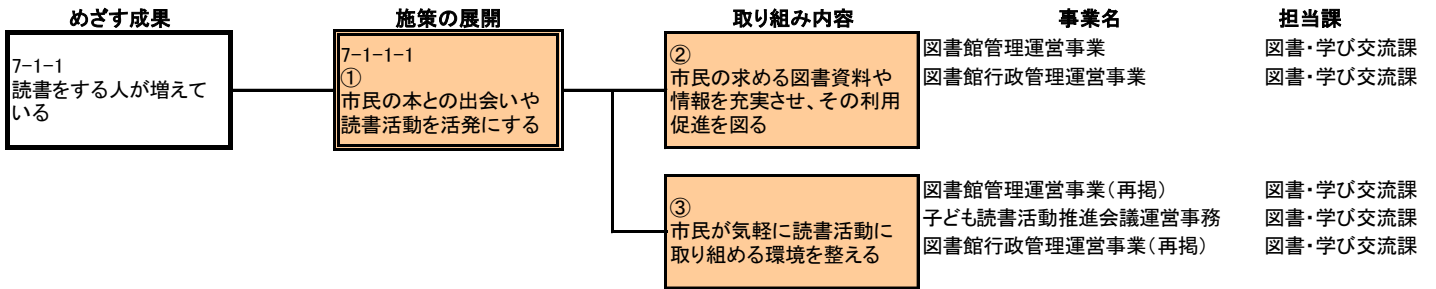 めざす成果
施策の展開
取り組み内容
事業名
担当課
7-1-1
読書をする人が増えて
いる
7-1-1-1
①
市民の本との出会いや
読書活動を活発にする
②
市民の求める図書資料や
情報を充実させ、その利用
促進を図る
図書館管理運営事業
図書・学び交流課
図書館行政管理運営事業
図書・学び交流課
③
市民が気軽に読書活動に
取り組める環境を整える
図書館管理運営事業(再掲)
図書・学び交流課
子ども読書活動推進会議運営事務
図書・学び交流課
図書館行政管理運営事業(再掲)
図書・学び交流課